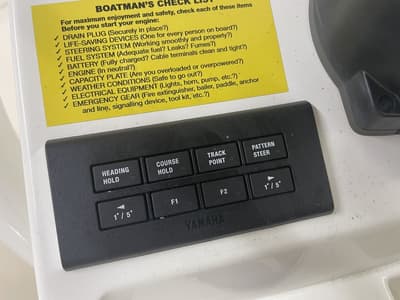 BOATMAN'S CHECK LIST
For maximum enjoyment and safety, check each of these items
Before you start your engine:
✓ DRAIN PLUG (Securely in place?)
✓ LIFE-SAVING DEVICES (One for every person on board?)
✓ STEERING SYSTEM (Working smoothly and properly?)
✓ FUEL SYSTEM (Adequate fuel? Leaks? Fumes?)
✓ BATTERY (Fully charged? Cable terminals clean and tight?)
✓ ENGINE (In neutral?)
✓ CAPACITY PLATE (Are you overloaded or overpowered?)
✓ WEATHER CONDITIONS (Safe to go out?)
✓ ELECTRICAL EQUIPMENT (Lights, horn, pump, etc.?)
✓ EMERGENCY GEAR (Fire extinguisher, bailer, paddle, anchor
and line, signalling device, tool kit, etc.?)
HEADING HOLD
COURSE HOLD
TRACK POINT
PATTERN STEER
◄ 1°/5°
F1
F2
► 1°/5°
YAMAHA